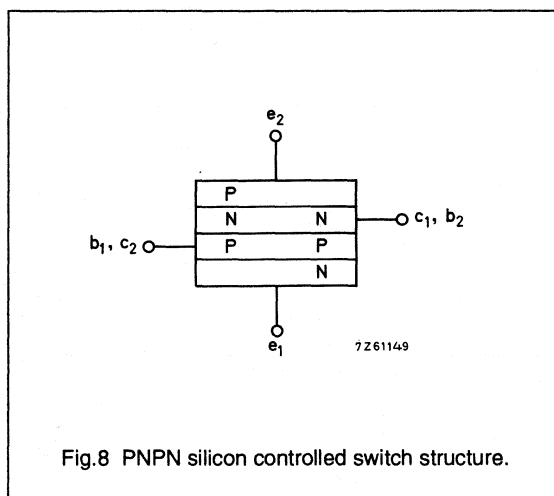 e₂
P
N N
b₁, c₂ P P c₁, b₂
N
e₁
7Z61149
Fig.8 PNPN silicon controlled switch structure.